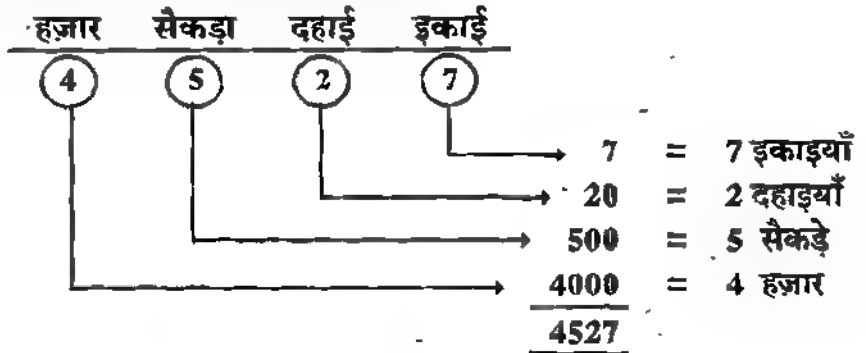 हज़ार सैकड़ा दहाई इकाई
4 5 2 7
7 = 7 इकाइयाँ
20 = 2 दहाइयाँ
500 = 5 सैकड़े
4000 = 4 हज़ार
4527